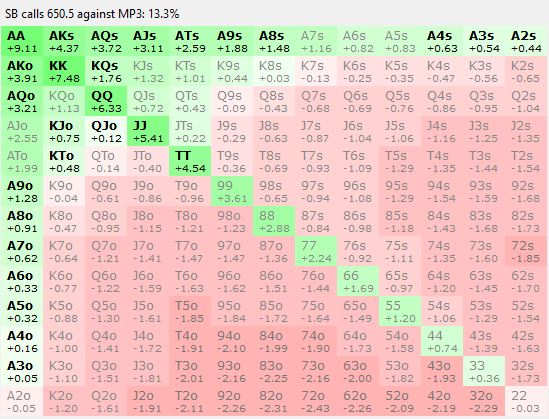 SB calls 650.5 against MP3: 13.3%
AA AKs AQs AJs ATs A9s A8s A7s A6s A5s A4s A3s A2s
+9.11 +4.37 +3.72 +3.11 +2.59 +1.88 +1.48 +1.16 +0.82 +0.83 +0.63 +0.54 +0.44
AKo KK KQs KJs KTs K9s K8s K7s K6s K5s K4s K3s K2s
+3.91 +7.48 +1.76 +1.32 +1.01 +0.44 +0.03 -0.13 -0.25 -0.35 -0.47 -0.56 -0.65
AQo KQo QQ QJs QTs Q9s Q8s Q7s Q6s Q5s Q4s Q3s Q2s
+3.21 +1.13 +6.33 +0.72 +0.43 -0.09 -0.43 -0.68 -0.69 -0.76 -0.86 -0.95 -1.04
AJo KJo QJo JJ JTs J9s J8s J7s J6s J5s J4s J3s J2s
+2.55 +0.75 +0.12 +5.41 +0.22 -0.29 -0.63 -0.87 -1.04 -1.06 -1.16 -1.25 -1.35
ATo KTo QTo JTo TT T9s T8s T7s T6s T5s T4s T3s T2s
+1.99 +0.48 -0.14 -0.40 +4.54 -0.36 -0.69 -0.93 -1.09 -1.29 -1.35 -1.44 -1.54
A9o K9o Q9o J9o T9o 99 98s 97s 96s 95s 94s 93s 92s
+1.28 -0.04 -0.61 -0.86 -0.96 +3.61 -0.65 -0.94 -1.08 -1.29 -1.54 -1.59 -1.68
A8o K8o Q8o J8o T8o 98o 88 87s 86s 85s 84s 83s 82s
+0.91 -0.47 -0.95 -1.15 -1.21 -1.23 +2.88 -0.84 -0.98 -1.18 -1.43 -1.68 -1.73
A7o K7o Q7o J7o T7o 97o 87o 77 76s 75s 74s 73s 72s
+0.62 -0.64 -1.21 -1.41 -1.47 -1.47 -1.36 +2.24 -0.92 -1.11 -1.35 -1.60 -1.85
A6o K6o Q6o J6o T6o 96o 86o 76o 66 65s 64s 63s 62s
+0.33 -0.77 -1.22 -1.59 -1.63 -1.62 -1.51 -1.44 +1.69 -0.97 -1.20 -1.45 -1.70
A5o K5o Q5o J5o T5o 95o 85o 75o 65o 55 54s 53s 52s
+0.32 -0.88 -1.30 -1.61 -1.85 -1.84 -1.72 -1.64 -1.49 +1.20 -1.06 -1.29 -1.54
A4o K4o Q4o J4o T4o 94o 84o 74o 64o 54o 44 43s 42s
+0.16 -1.00 -1.41 -1.72 -1.91 -2.10 -1.99 -1.90 -1.73 -1.58 +0.74 -1.39 -1.63
A3o K3o Q3o J3o T3o 93o 83o 73o 63o 53o 43o 33 32s
+0.05 -1.10 -1.51 -1.81 -2.01 -2.16 -2.25 -2.16 -2.00 -1.82 -1.93 +0.36 -1.73
A2o K2o Q2o J2o T2o 92o 82o 72o 62o 52o 42o 32o 22
-0.05 -1.20 -1.61 -1.91 -2.11 -2.26 -2.31 -2.43 -2.26 -2.09 -2.19 -2.29 -0.03